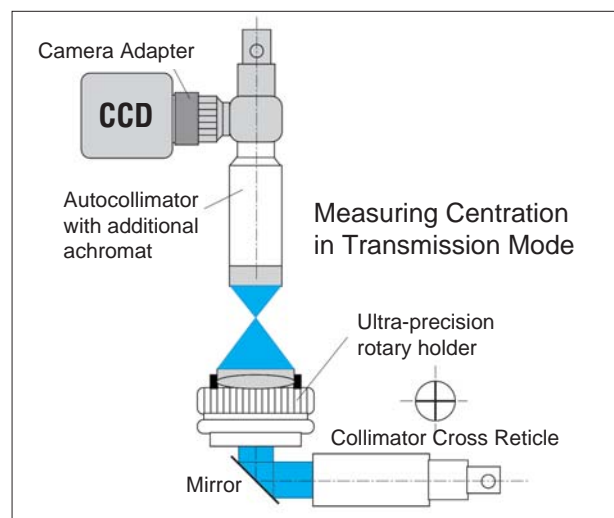 Camera Adapter
CCD
Autocollimator
with additional
achromat
Measuring Centration
in Transmission Mode
Ultra-precision
rotary holder
Collimator Cross Reticle
Mirror